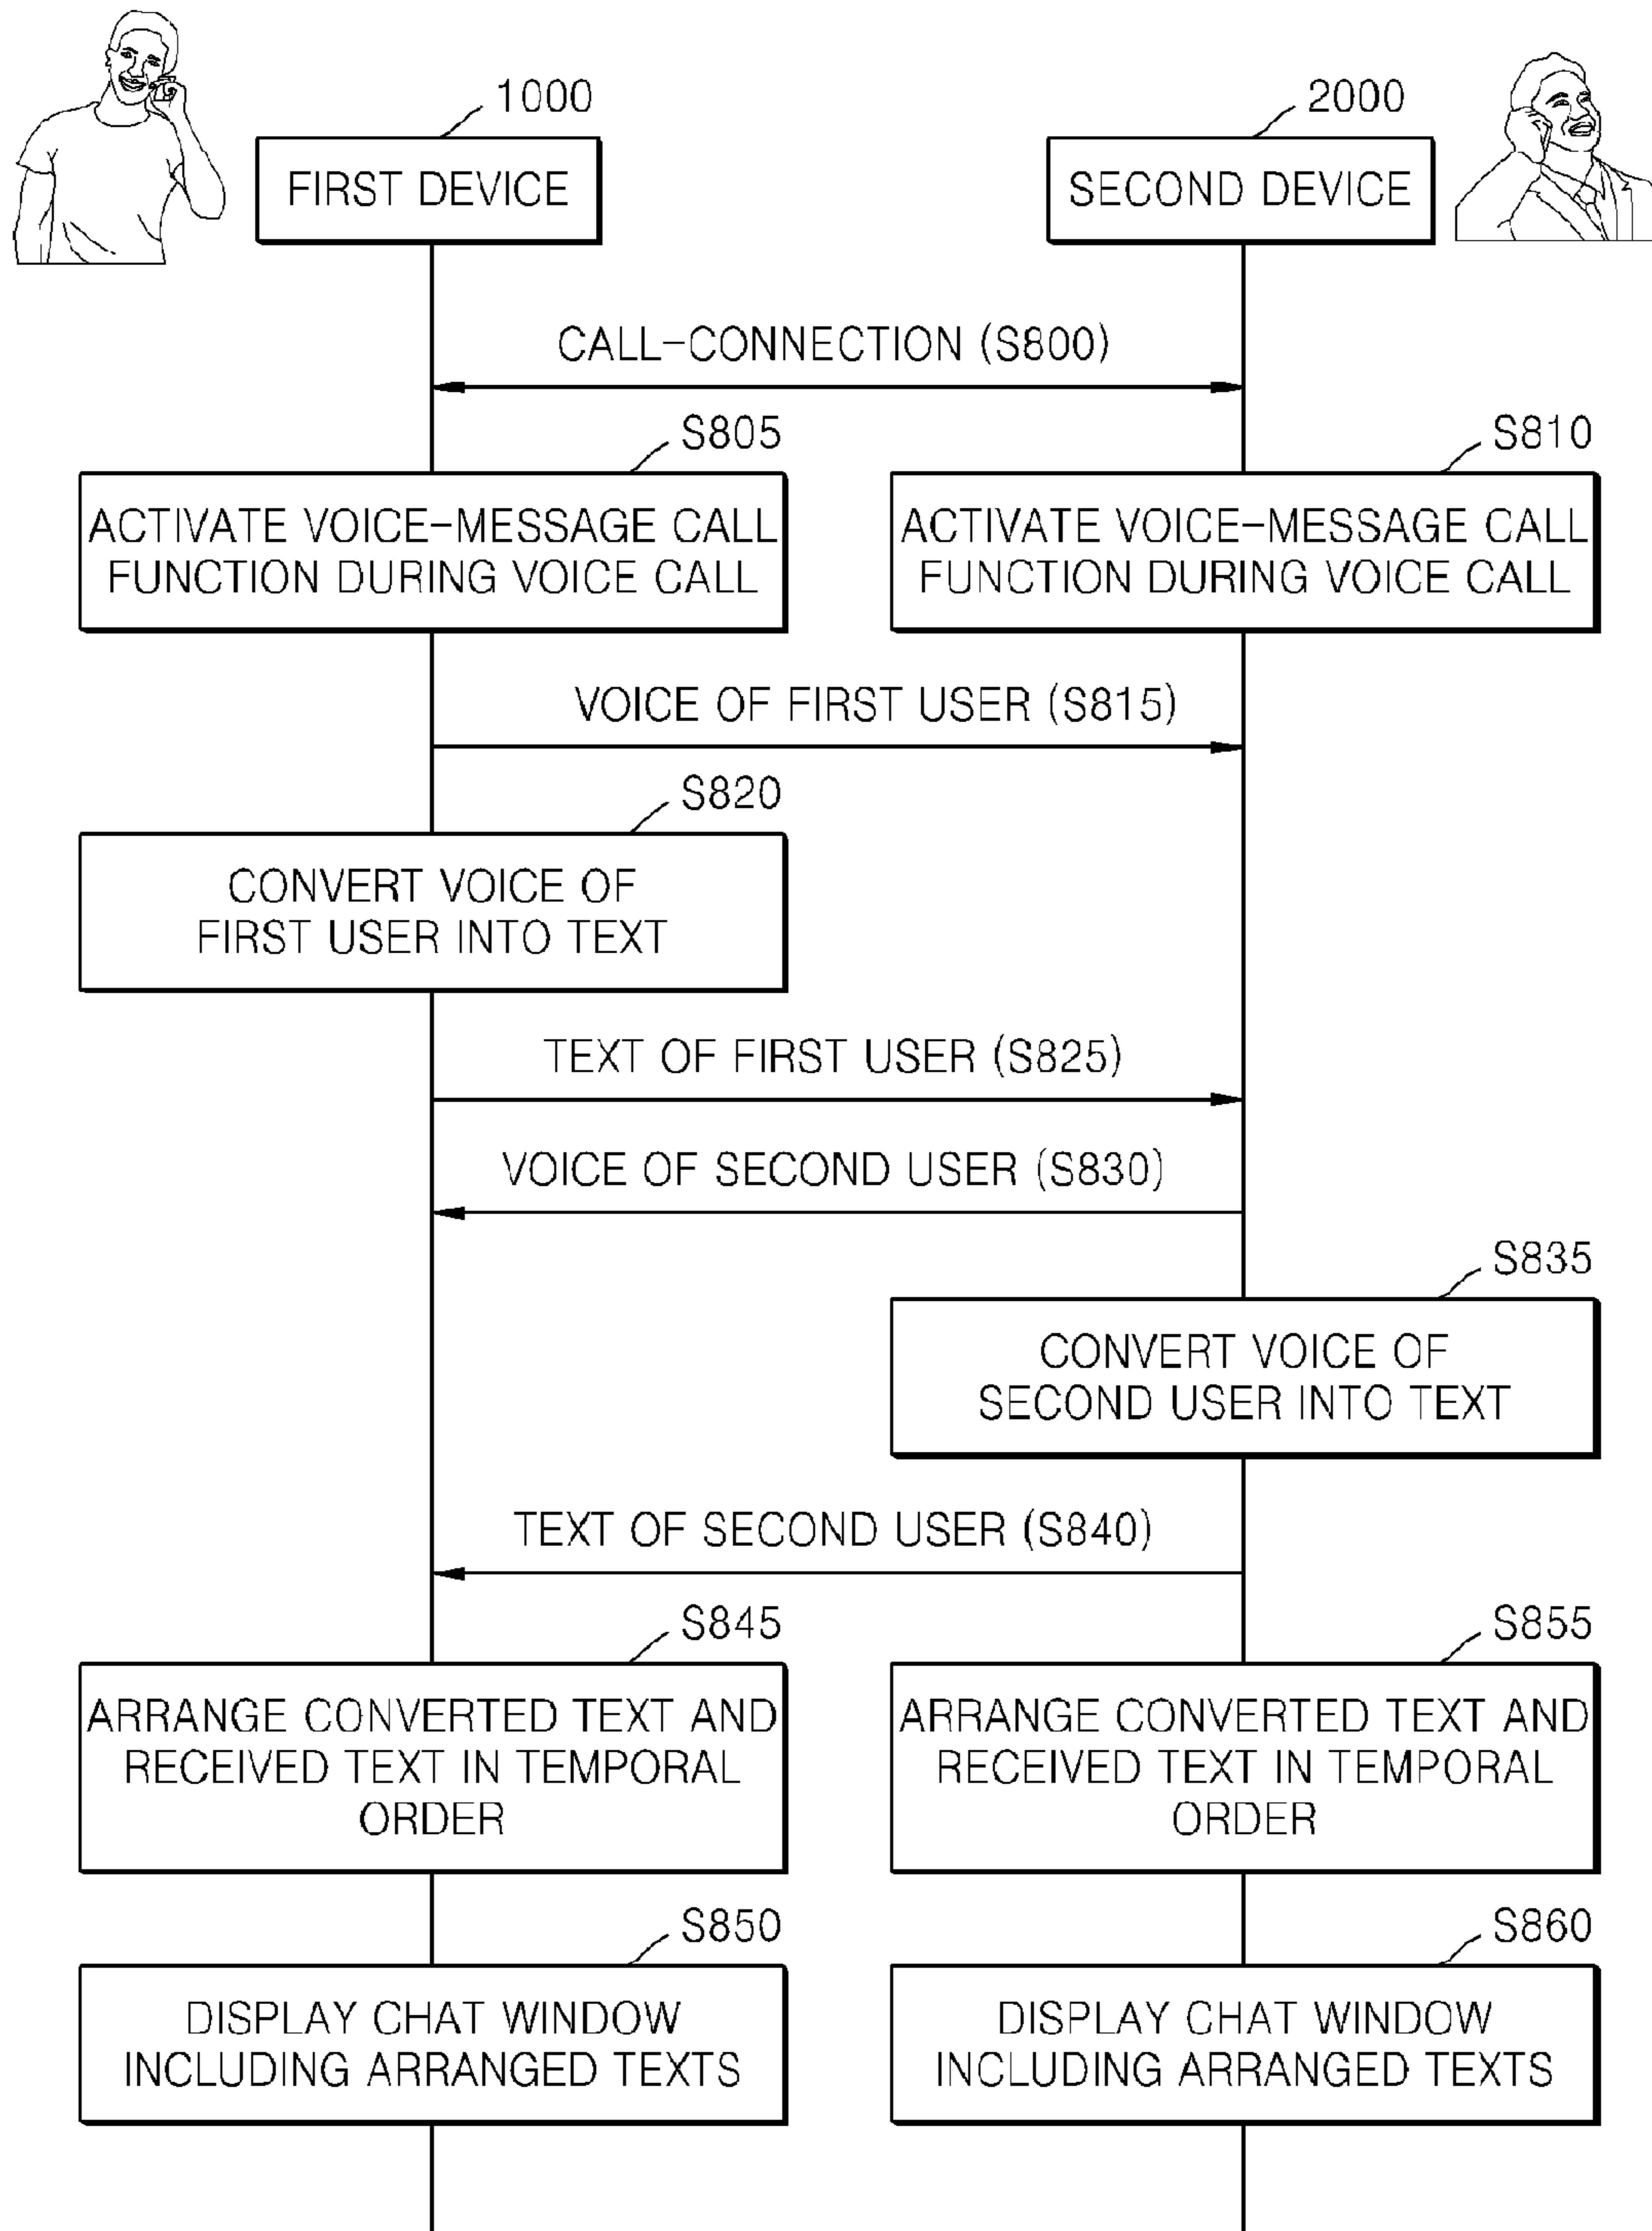 1000
2000
FIRST DEVICE
SECOND DEVICE
CALL-CONNECTION (S800)
S805
S810
ACTIVATE VOICE-MESSAGE CALL
FUNCTION DURING VOICE CALL
ACTIVATE VOICE-MESSAGE CALL
FUNCTION DURING VOICE CALL
VOICE OF FIRST USER (S815)
S820
CONVERT VOICE OF
FIRST USER INTO TEXT
TEXT OF FIRST USER (S825)
VOICE OF SECOND USER (S830)
S835
CONVERT VOICE OF
SECOND USER INTO TEXT
TEXT OF SECOND USER (S840)
S845
S855
ARRANGE CONVERTED TEXT AND
RECEIVED TEXT IN TEMPORAL
ORDER
ARRANGE CONVERTED TEXT AND
RECEIVED TEXT IN TEMPORAL
ORDER
S850
S860
DISPLAY CHAT WINDOW
INCLUDING ARRANGED TEXTS
DISPLAY CHAT WINDOW
INCLUDING ARRANGED TEXTS